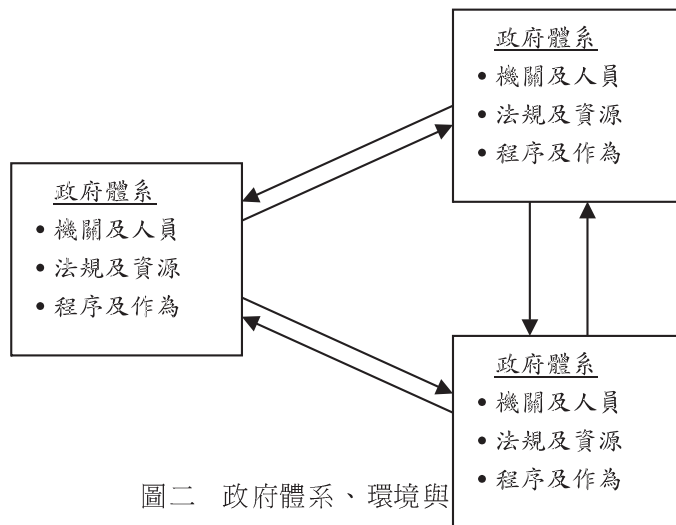 政府體系
• 機關及人員
• 法規及資源
• 程序及作為
政府體系
• 機關及人員
• 法規及資源
• 程序及作為
政府體系
• 機關及人員
• 法規及資源
• 程序及作為
圖二 政府體系、環境與